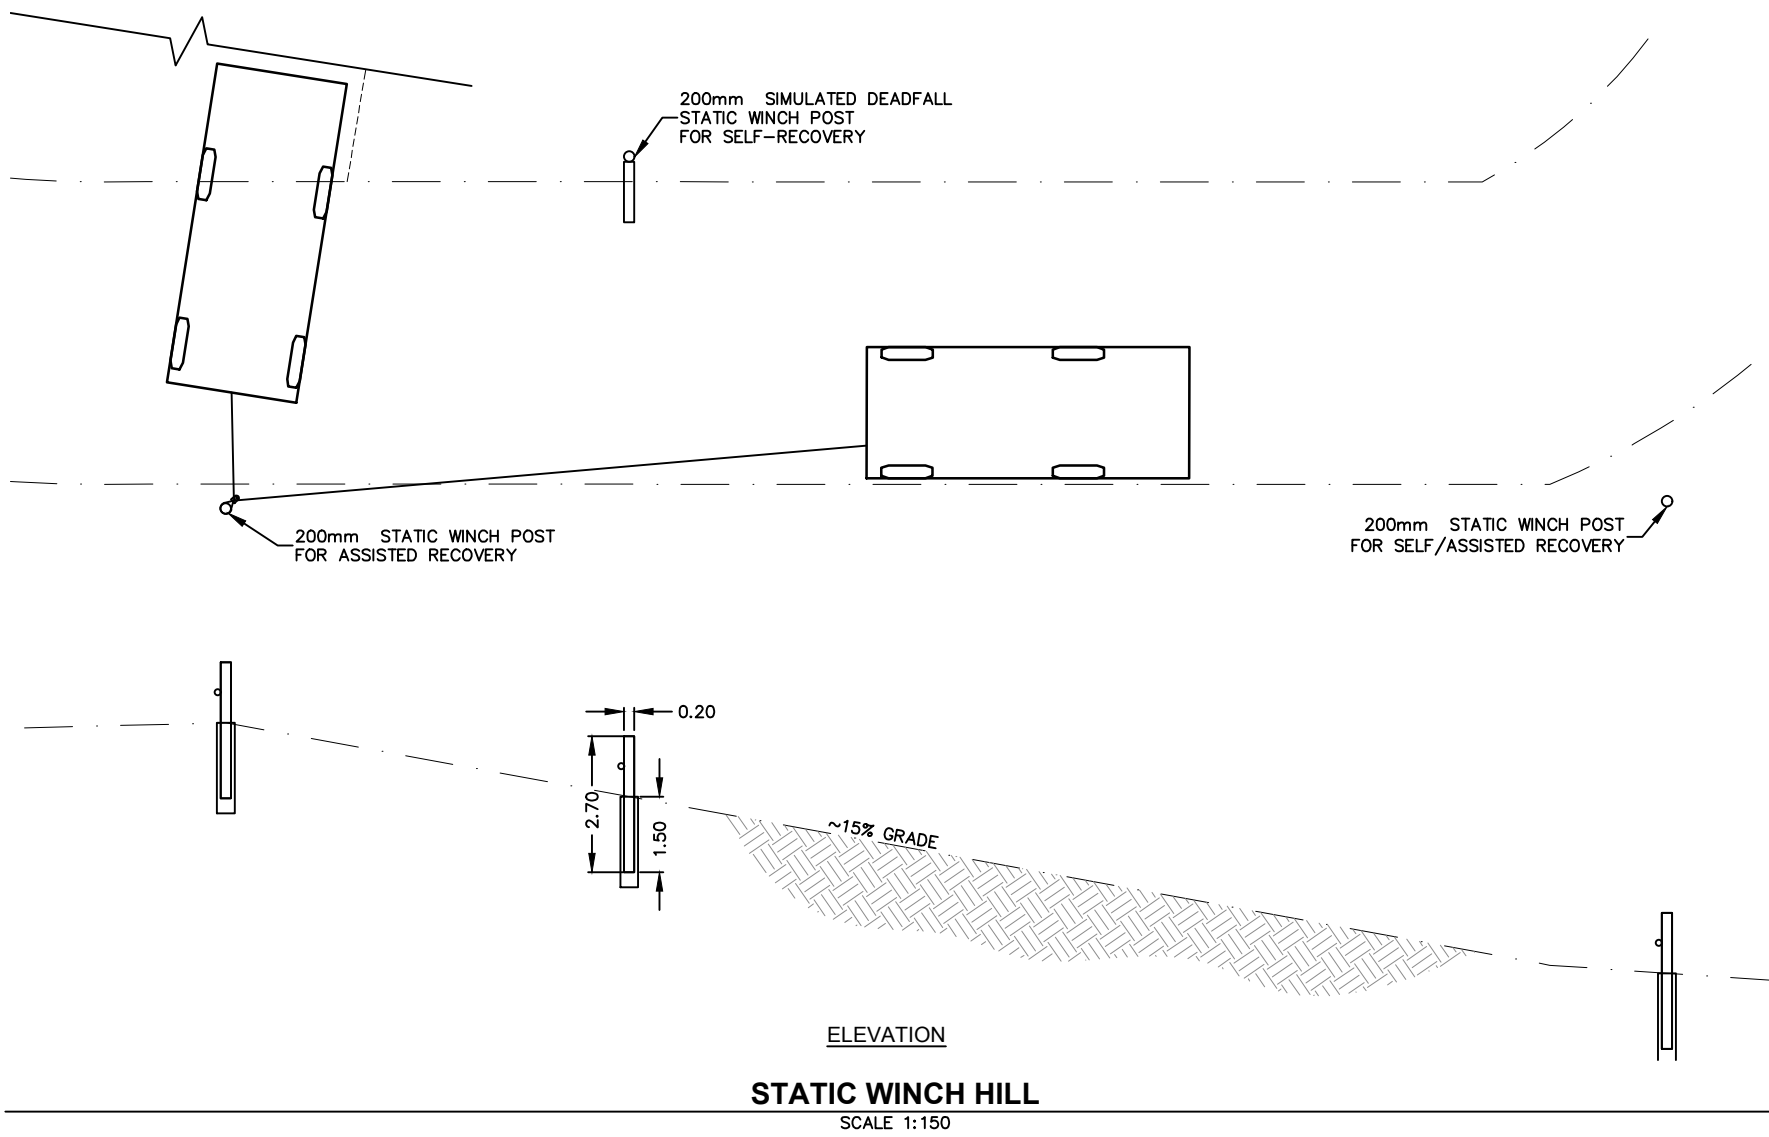 200mm SIMULATED DEADFALL
STATIC WINCH POST
FOR SELF-RECOVERY
200mm STATIC WINCH POST
FOR ASSISTED RECOVERY
200mm STATIC WINCH POST
FOR SELF/ASSISTED RECOVERY
0.20
2.70
1.50
~15% GRADE
ELEVATION
STATIC WINCH HILL
SCALE 1:150